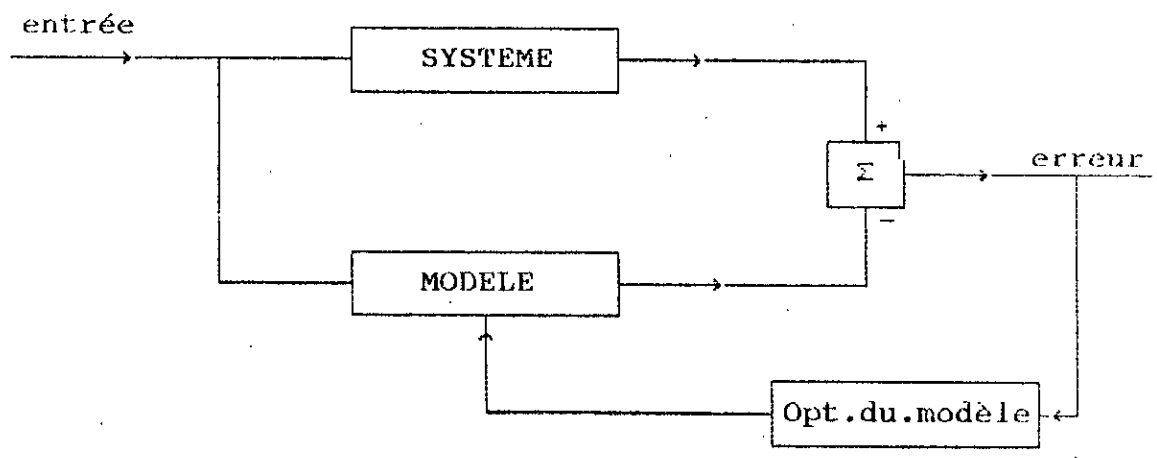 entrée
SYSTEME
+
Σ
erreur
−
MODELE
Opt.du.modèle